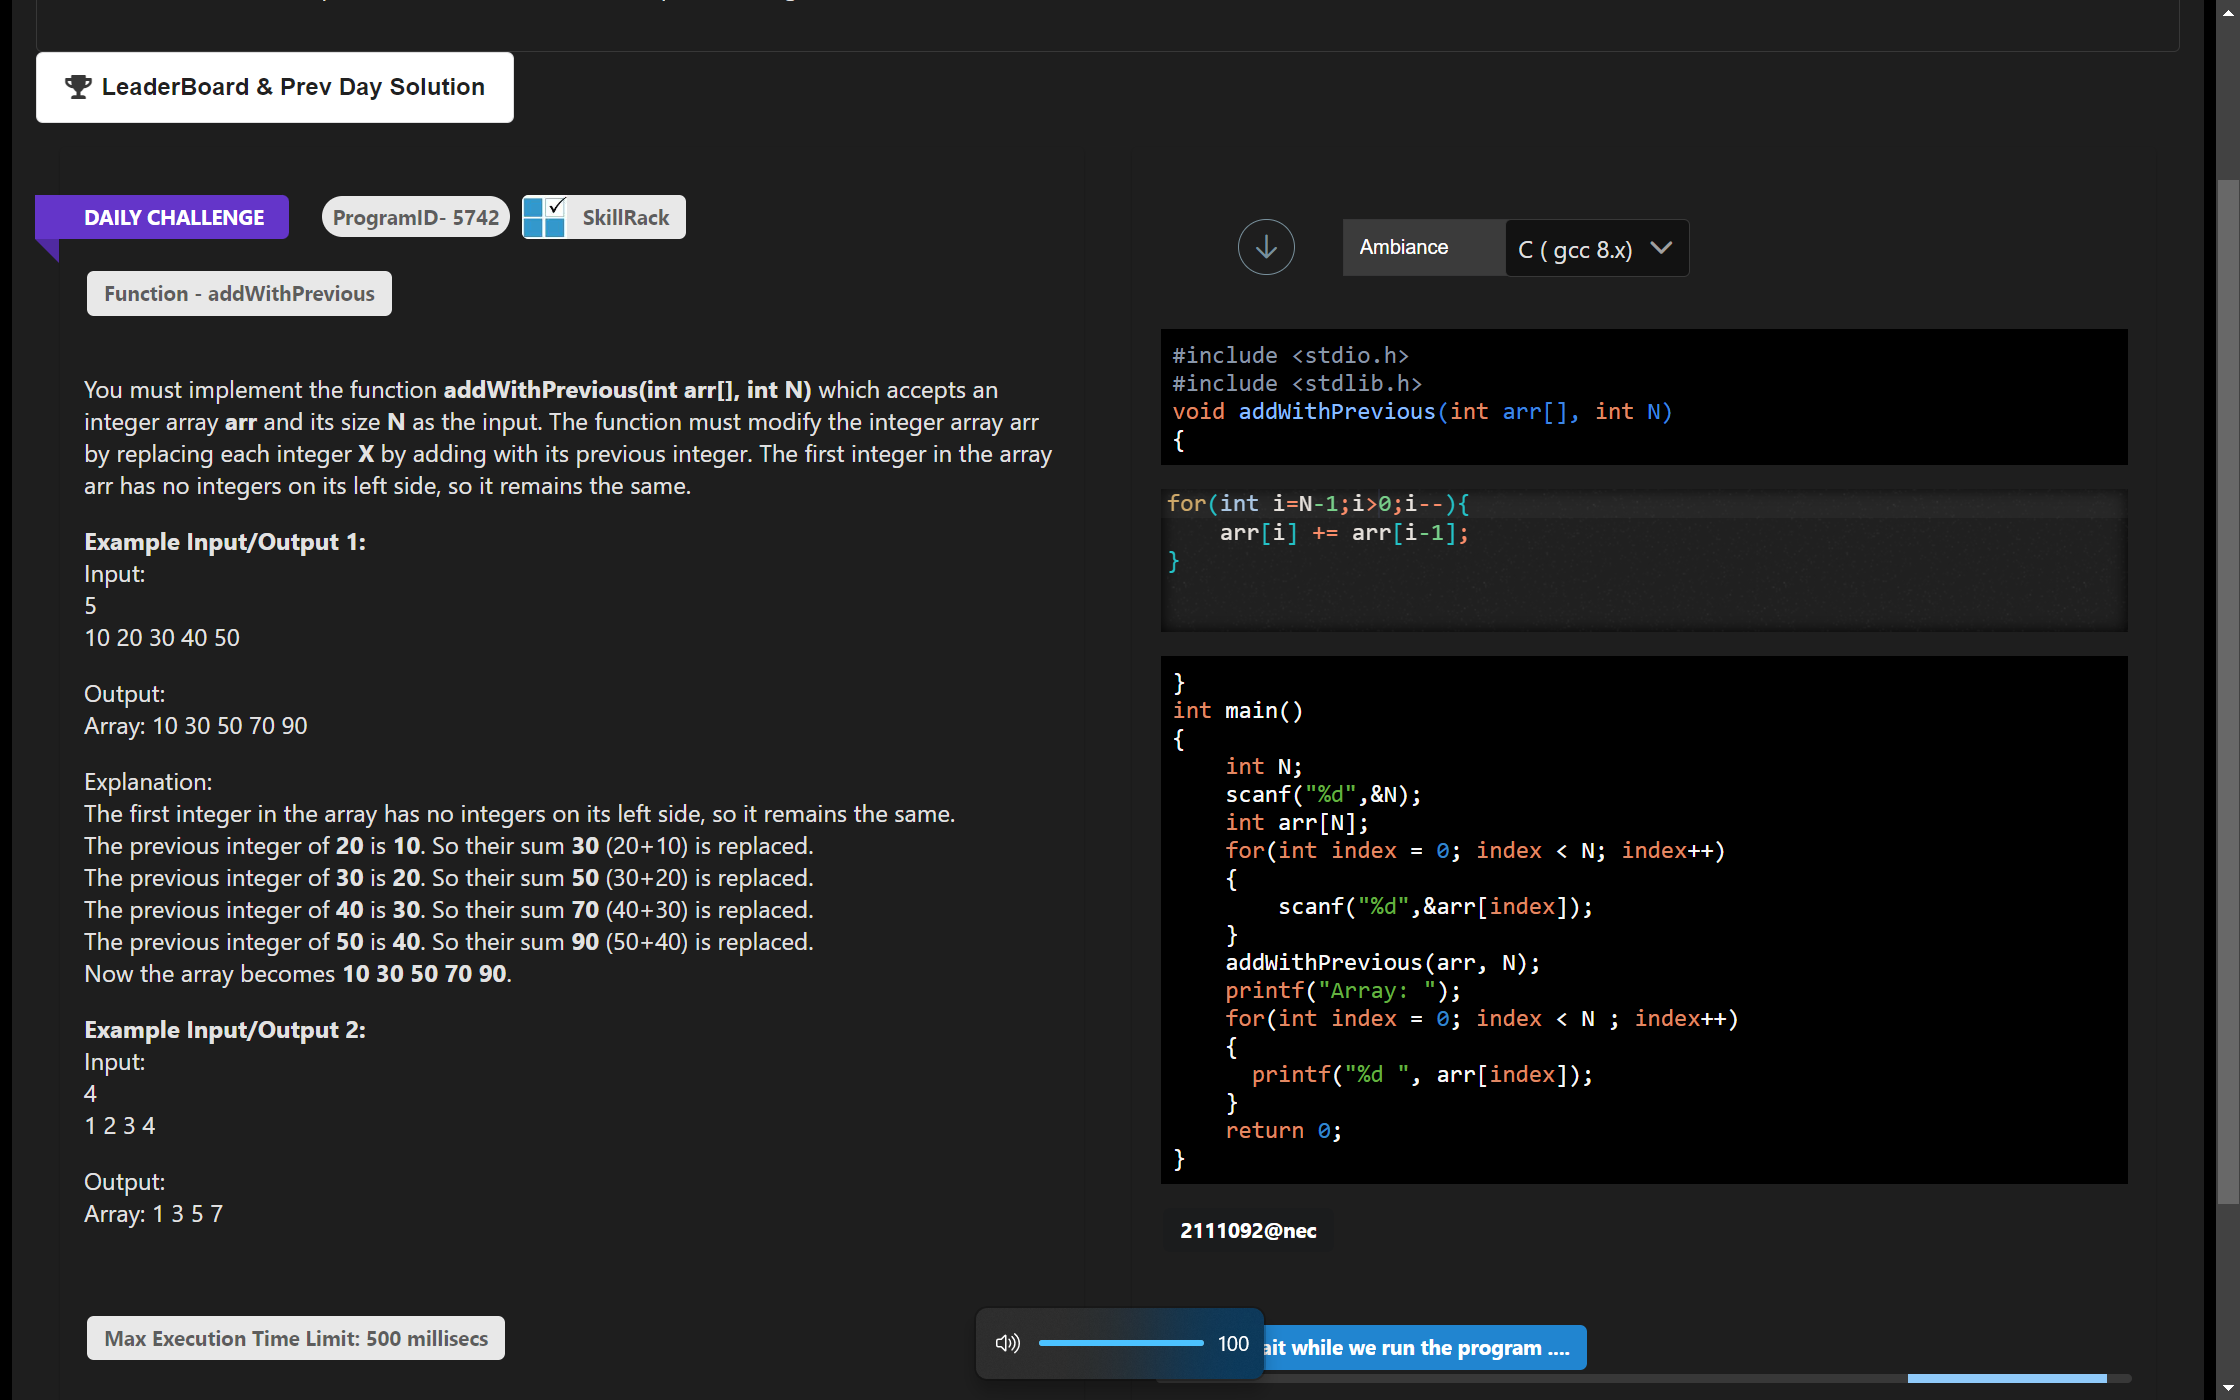 LeaderBoard & Prev Day Solution
DAILY CHALLENGE
ProgramID- 5742
SkillRack
Function - addWithPrevious
You must implement the function addWithPrevious(int arr[], int N) which accepts an
integer array arr and its size N as the input. The function must modify the integer array arr
by replacing each integer X by adding with its previous integer. The first integer in the array
arr has no integers on its left side, so it remains the same.
Example Input/Output 1:
Input:
5
10 20 30 40 50
Output:
Array: 10 30 50 70 90
Explanation:
The first integer in the array has no integers on its left side, so it remains the same.
The previous integer of 20 is 10. So their sum 30 (20+10) is replaced.
The previous integer of 30 is 20. So their sum 50 (30+20) is replaced.
The previous integer of 40 is 30. So their sum 70 (40+30) is replaced.
The previous integer of 50 is 40. So their sum 90 (50+40) is replaced.
Now the array becomes 10 30 50 70 90.
Example Input/Output 2:
Input:
4
1 2 3 4
Output:
Array: 1 3 5 7
Max Execution Time Limit: 500 millisecs
Ambiance
C ( gcc 8.x)
#include <stdio.h>
#include <stdlib.h>
void addWithPrevious(int arr[], int N)
{
for(int i=N-1;i>0;i--){
    arr[i] += arr[i-1];
}
}
int main()
{
    int N;
    scanf("%d",&N);
    int arr[N];
    for(int index = 0; index < N; index++)
    {
        scanf("%d",&arr[index]);
    }
    addWithPrevious(arr, N);
    printf("Array: ");
    for(int index = 0; index < N ; index++)
    {
      printf("%d ", arr[index]);
    }
    return 0;
}
2111092@nec
100
while we run the program ....